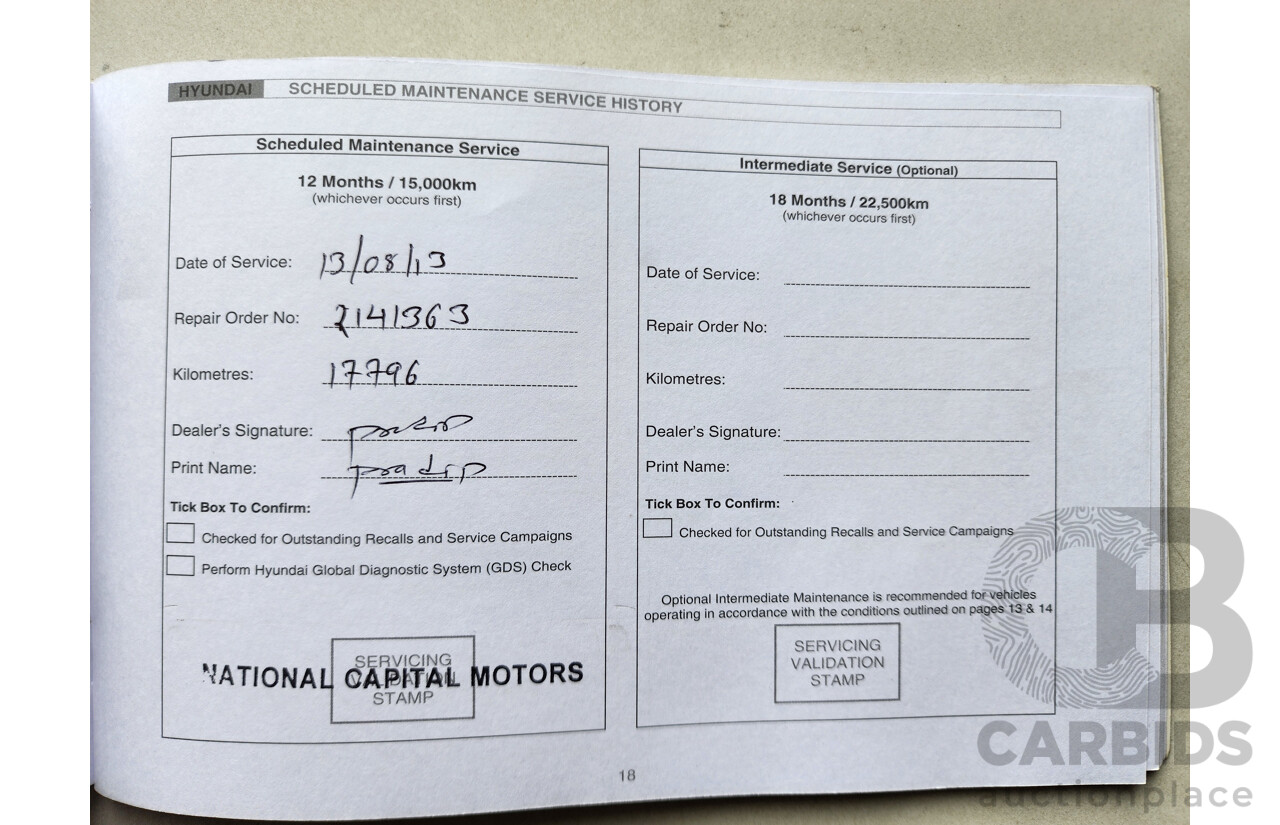 HYUNDAI SCHEDULED MAINTENANCE SERVICE HISTORY
Scheduled Maintenance Service
12 Months / 15,000km
(whichever occurs first)
Date of Service: 13/08/13
Repair Order No: 2141363
Kilometres: 17796
Dealer's Signature:
Print Name: pradip
Tick Box To Confirm:
Checked for Outstanding Recalls and Service Campaigns
Perform Hyundai Global Diagnostic System (GDS) Check
SERVICING
VALIDATION
STAMP
NATIONAL CAPITAL MOTORS
Intermediate Service (Optional)
18 Months / 22,500km
(whichever occurs first)
Date of Service:
Repair Order No:
Kilometres:
Dealer's Signature:
Print Name:
Tick Box To Confirm:
Checked for Outstanding Recalls and Service Campaigns
Optional Intermediate Maintenance is recommended for vehicles
operating in accordance with the conditions outlined on pages 13 & 14
SERVICING
VALIDATION
STAMP
18
CB
CARBIDS
auctionplace